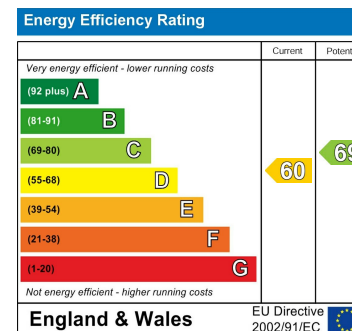 Energy Efficiency Rating
Current
Very energy efficient - lower running costs
(92 plus) A
(81-91) B
(69-80) C
69
(55-68) D
60
(39-54) E
(21-38) F
(1-20) G
Not energy efficient - higher running costs
England & Wales
EU Directive
2002/91/EC